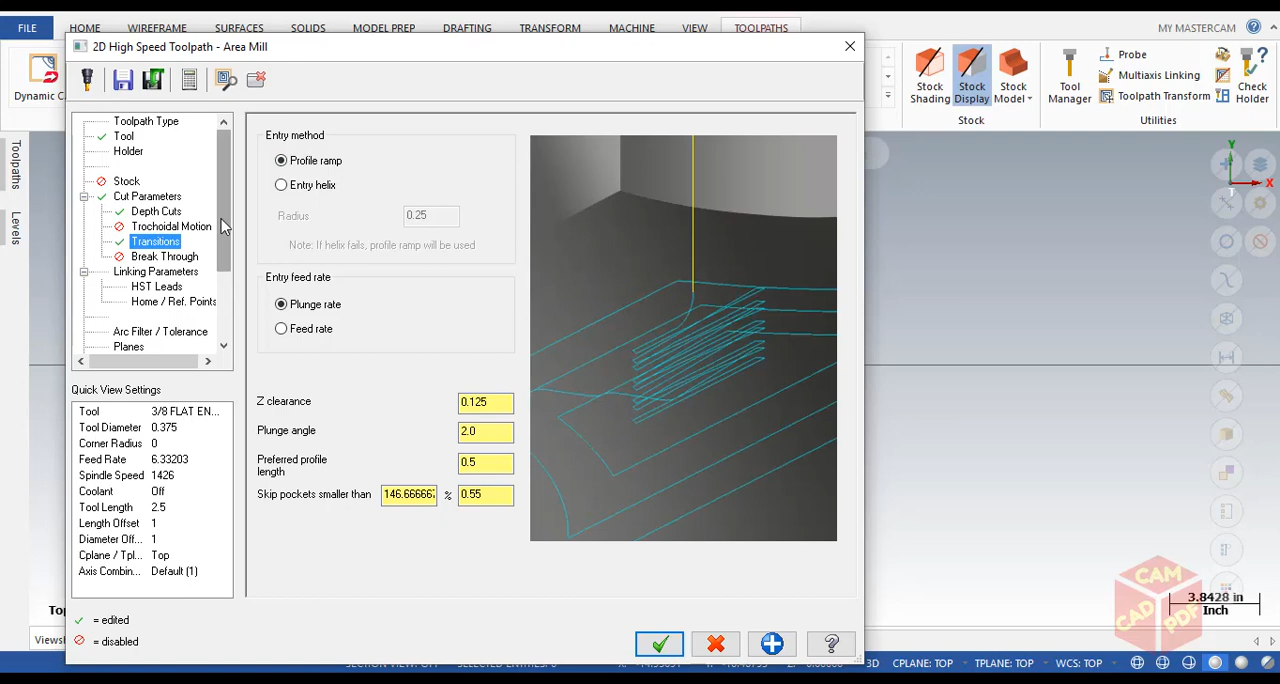 FILE HOME WIREFRAME SURFACES SOLIDS MODEL PREP DRAFTING TRANSFORM MACHINE VIEW TOOLPATHS MY MASTERCAM
2D High Speed Toolpath - Area Mill
Dynamic C
Stock Shading
Stock Display
Stock Model
Stock
Tool Manager
Probe
Multiaxis Linking
Toolpath Transform
Check Holder
Utilities
Toolpaths
Levels
Toolpath Type
Tool
Holder
Stock
Cut Parameters
Depth Cuts
Trochoidal Motion
Transitions
Break Through
Linking Parameters
HST Leads
Home / Ref. Points
Arc Filter / Tolerance
Planes
Quick View Settings
Tool 3/8 FLAT EN...
Tool Diameter 0.375
Corner Radius 0
Feed Rate 6.33203
Spindle Speed 1426
Coolant Off
Tool Length 2.5
Length Offset 1
Diameter Of... 1
Cplane / Tpl... Top
Axis Combin... Default (1)
= edited
= disabled
Entry method
Profile ramp
Entry helix
Radius 0.25
Note: If helix fails, profile ramp will be used
Entry feed rate
Plunge rate
Feed rate
Z clearance 0.125
Plunge angle 2.0
Preferred profile length 0.5
Skip pockets smaller than 146.66666 % 0.55
Y
X
CAM
CAD
PDF
3.8428 in
Inch
3D CPLANE: TOP TPLANE: TOP WCS: TOP